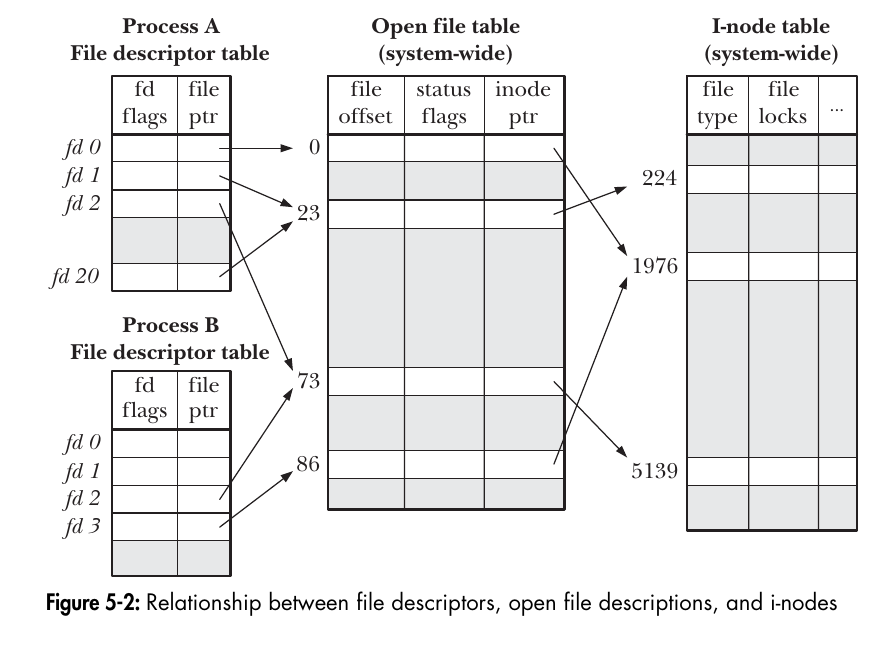 Process A
File descriptor table
fd flags
file ptr
fd 0
fd 1
fd 2
fd 20
Process B
File descriptor table
fd flags
file ptr
fd 0
fd 1
fd 2
fd 3
Open file table
(system-wide)
file offset
status flags
inode ptr
0
23
73
86
I-node table
(system-wide)
file type
file locks
...
224
1976
5139
Figure 5-2: Relationship between file descriptors, open file descriptions, and i-nodes